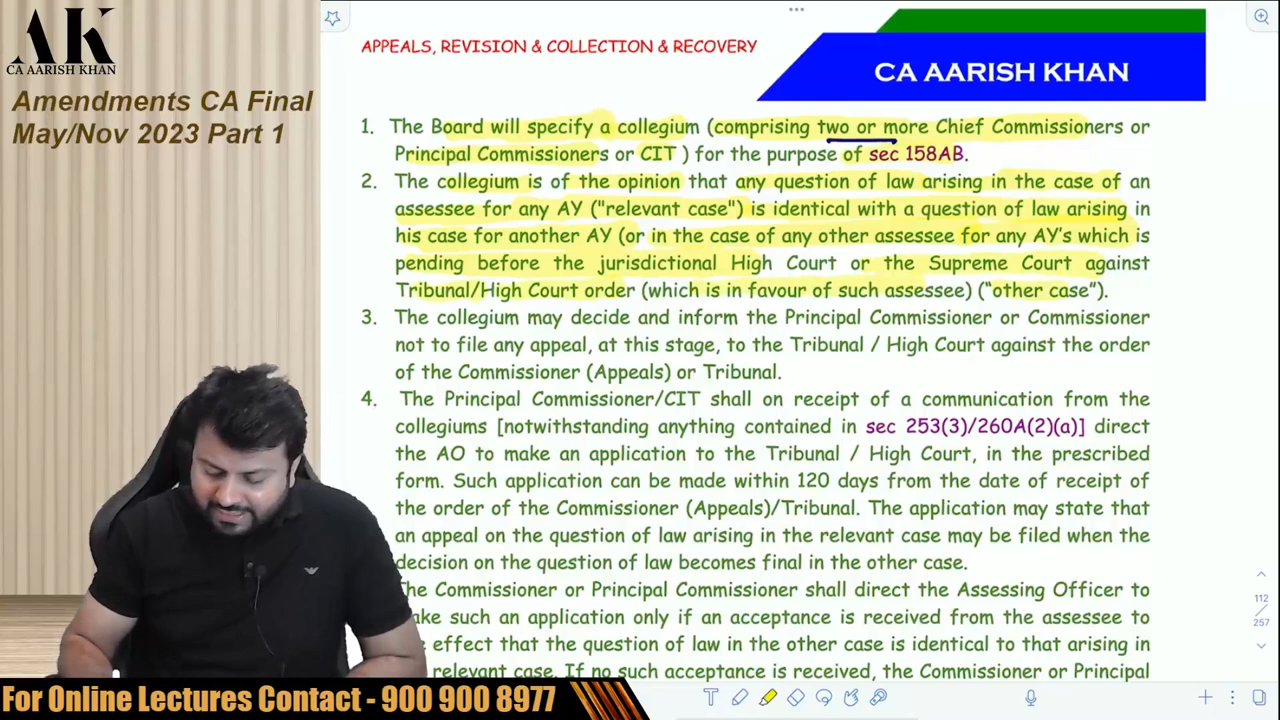 AK
CA AARISH KHAN
Amendments CA Final
May/Nov 2023 Part 1
APPEALS, REVISION & COLLECTION & RECOVERY
CA AARISH KHAN
1. The Board will specify a collegium (comprising two or more Chief Commissioners or
Principal Commissioners or CIT ) for the purpose of sec 158AB.
2. The collegium is of the opinion that any question of law arising in the case of an
assessee for any AY ("relevant case") is identical with a question of law arising in
his case for another AY (or in the case of any other assessee for any AY's which is
pending before the jurisdictional High Court or the Supreme Court against
Tribunal/High Court order (which is in favour of such assessee) ("other case").
3. The collegium may decide and inform the Principal Commissioner or Commissioner
not to file any appeal, at this stage, to the Tribunal / High Court against the order
of the Commissioner (Appeals) or Tribunal.
4. The Principal Commissioner/CIT shall on receipt of a communication from the
collegiums [notwithstanding anything contained in sec 253(3)/260A(2)(a)] direct
the AO to make an application to the Tribunal / High Court, in the prescribed
form. Such application can be made within 120 days from the date of receipt of
the order of the Commissioner (Appeals)/Tribunal. The application may state that
an appeal on the question of law arising in the relevant case may be filed when the
decision on the question of law becomes final in the other case.
The Commissioner or Principal Commissioner shall direct the Assessing Officer to
such an application only if an acceptance is received from the assessee to
effect that the question of law in the other case is identical to that arising in
relevant case. If no such acceptance is received, the Commissioner or Principal
112
257
For Online Lectures Contact - 900 900 8977